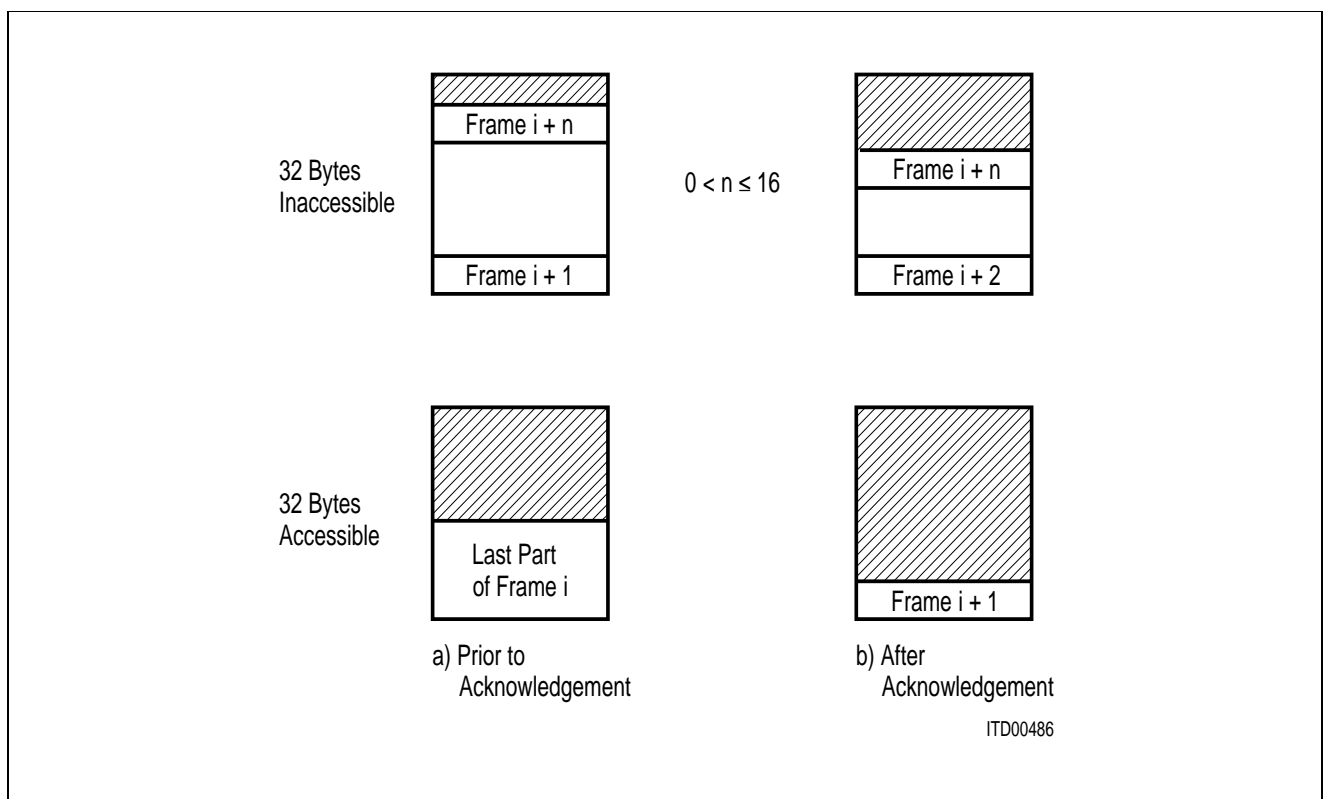 Frame i + n
32 Bytes
Inaccessible
Frame i + 1
0 < n ≤ 16
Frame i + n
Frame i + 2
32 Bytes
Accessible
Last Part
of Frame i
Frame i + 1
a) Prior to
Acknowledgement
b) After
Acknowledgement
ITD00486